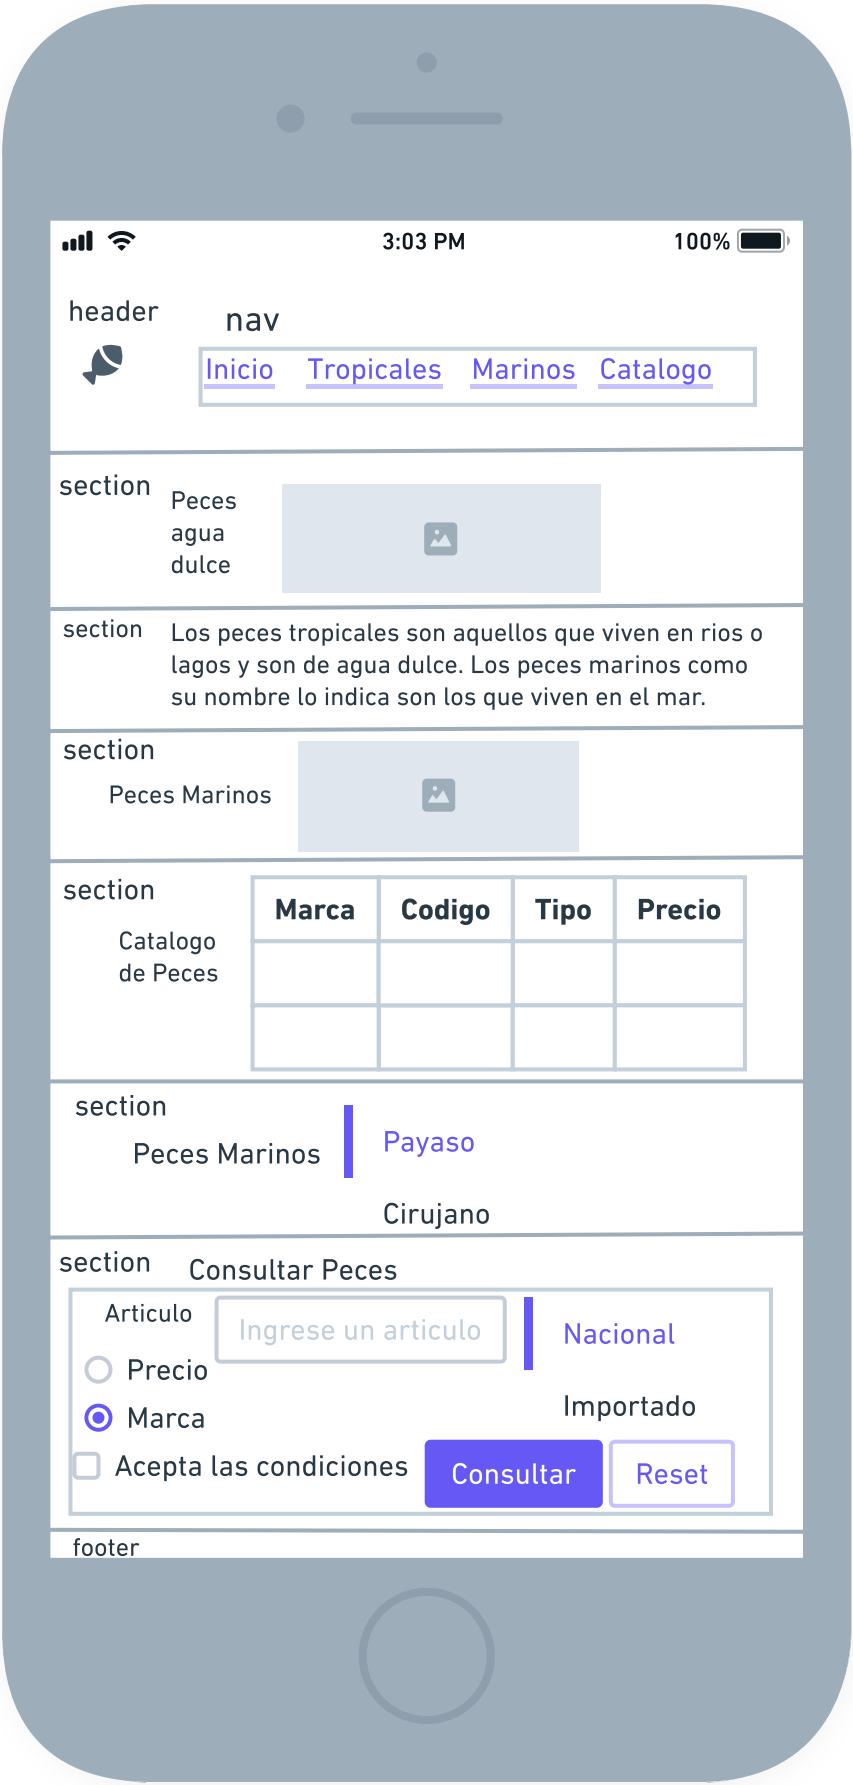 3:03 PM 100%
header
nav
Inicio Tropicales Marinos Catalogo
section
Peces
agua
dulce
section
Los peces tropicales son aquellos que viven en rios o
lagos y son de agua dulce. Los peces marinos como
su nombre lo indica son los que viven en el mar.
section
Peces Marinos
section
Catalogo
de Peces
Marca Codigo Tipo Precio
section
Peces Marinos
Payaso
Cirujano
section
Consultar Peces
Articulo
Ingrese un articulo
Nacional
Precio
Importado
Marca
Acepta las condiciones
Consultar
Reset
footer